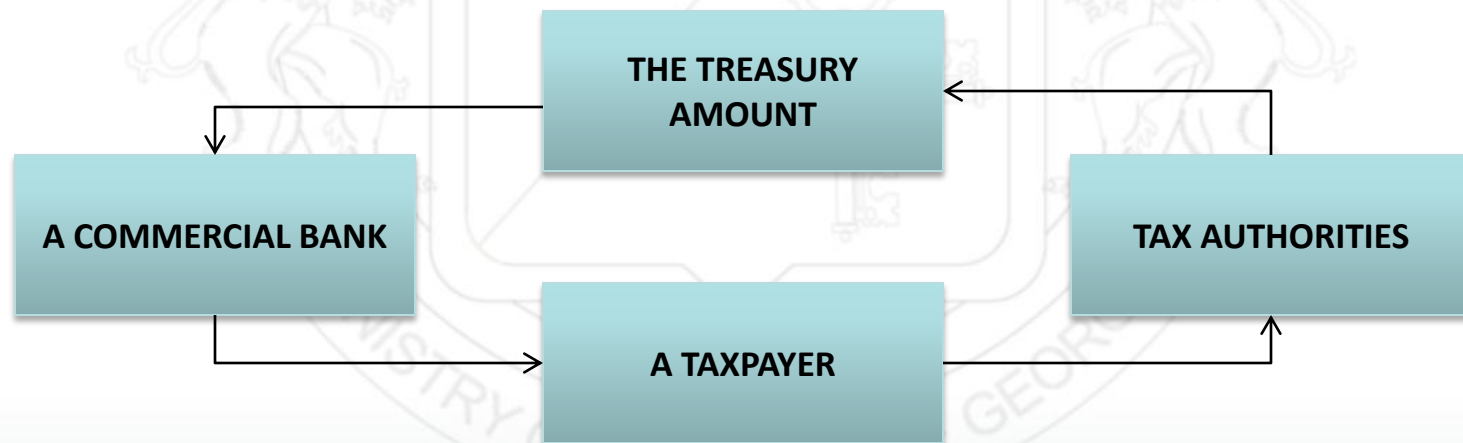 THE TREASURY
AMOUNT
A COMMERCIAL BANK
TAX AUTHORITIES
A TAXPAYER